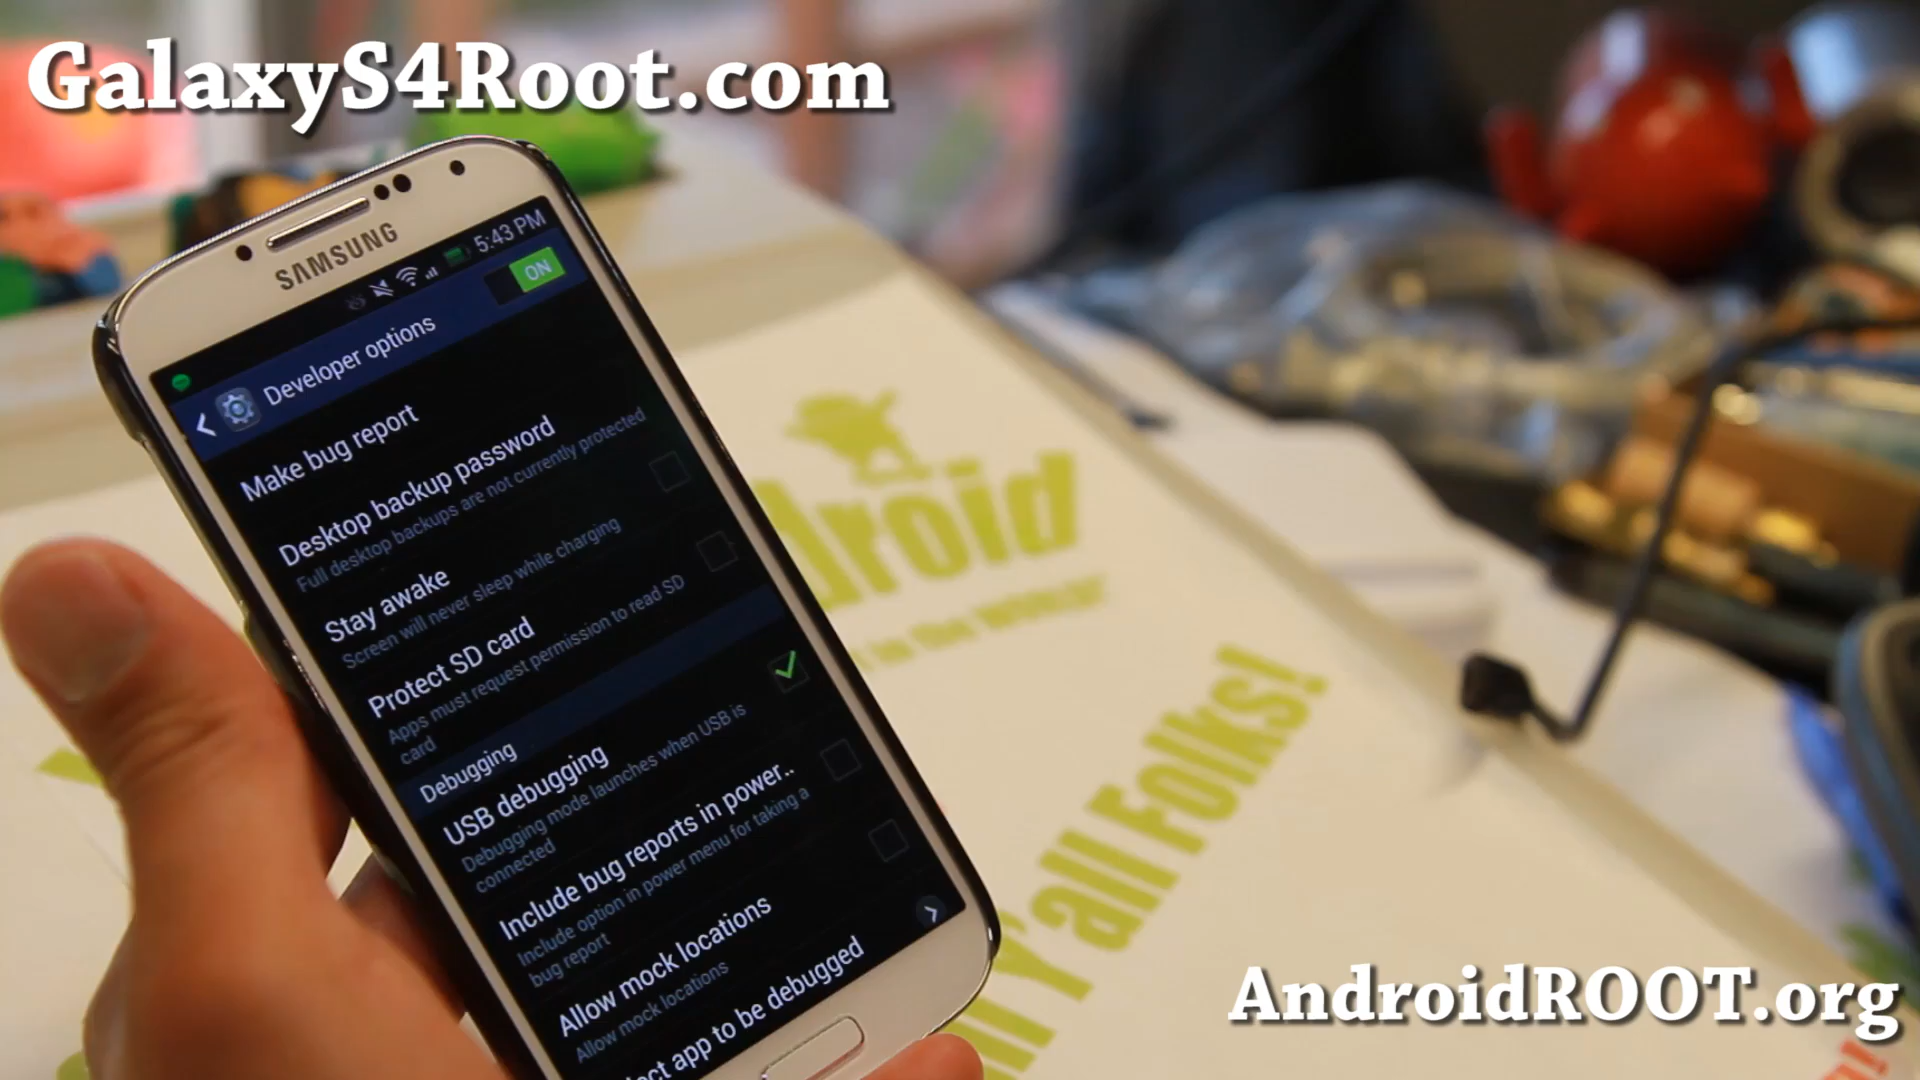 GalaxyS4Root.com
SAMSUNG
5:43 PM
Developer options
ON
Make bug report
Desktop backup password
Full desktop backups are not currently protected
Stay awake
Screen will never sleep while charging
Protect SD card
Apps must request permission to read SD
card
Debugging
USB debugging
Debugging mode launches when USB is
connected
Include bug reports in power..
Include option in power menu for taking a
bug report
Allow mock locations
Allow mock locations
app to be debugged
droid
in the
Y'all Folks!
AndroidROOT.org